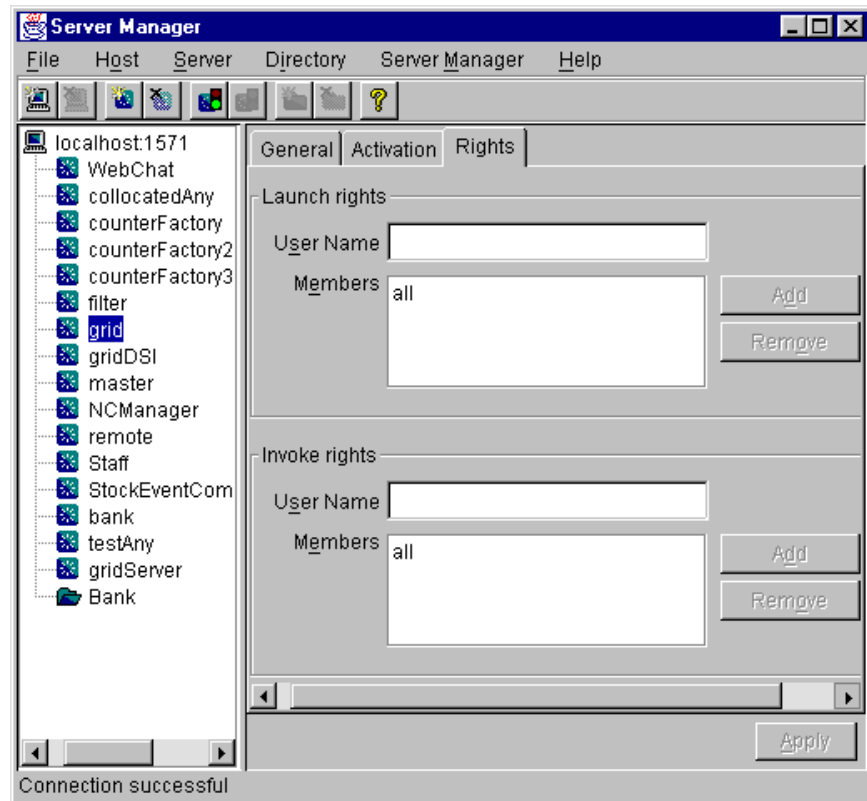 Server Manager
File Host Server Directory Server Manager Help
localhost:1571
WebChat
collocatedAny
counterFactory
counterFactory2
counterFactory3
filter
grid
gridDSI
master
NCManager
remote
Staff
StockEventCom
bank
testAny
gridServer
Bank
General Activation Rights
Launch rights
User Name
Members
all
Add
Remove
Invoke rights
User Name
Members
all
Add
Remove
Apply
Connection successful